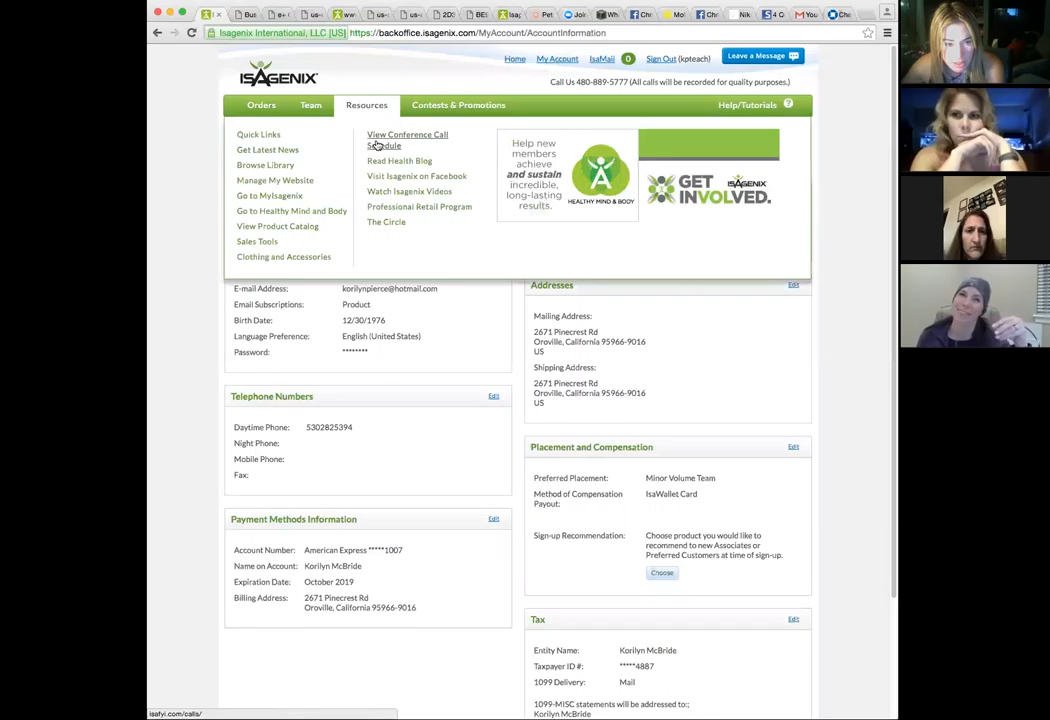 Isagenix International, LLC [US] https://backoffice.isagenix.com/MyAccount/AccountInformation
ISAGENIX
Home My Account IsaMail 0 Sign Out (kpteach) Leave a Message
Call Us 480-889-5777 (All calls will be recorded for quality purposes.)
Orders Team Resources Contests & Promotions Help/Tutorials ?
Quick Links
Get Latest News
Browse Library
Manage My Website
Go to MyIsagenix
Go to Healthy Mind and Body
View Product Catalog
Sales Tools
Clothing and Accessories
View Conference Call
Schedule
Read Health Blog
Visit Isagenix on Facebook
Watch Isagenix Videos
Professional Retail Program
The Circle
Help new
members
achieve
and sustain
incredible,
long-lasting
results.
HEALTHY MIND & BODY
GET ISAGENIX
INVOLVED.
E-mail Address: korilynpierce@hotmail.com
Email Subscriptions: Product
Birth Date: 12/30/1976
Language Preference: English (United States)
Password: ********
Addresses Edit
Mailing Address:
2671 Pinecrest Rd
Oroville, California 95966-9016
US
Shipping Address:
2671 Pinecrest Rd
Oroville, California 95966-9016
US
Telephone Numbers Edit
Daytime Phone: 5302825394
Night Phone:
Mobile Phone:
Fax:
Placement and Compensation Edit
Preferred Placement: Minor Volume Team
Method of Compensation IsaWallet Card
Payout:
Sign-up Recommendation: Choose product you would like to
recommend to new Associates or
Preferred Customers at time of sign-up.
Choose
Payment Methods Information Edit
Account Number: American Express *****1007
Name on Account: Korilyn McBride
Expiration Date: October 2019
Billing Address: 2671 Pinecrest Rd
Oroville, California 95966-9016
Tax Edit
Entity Name: Korilyn McBride
Taxpayer ID #: *****4887
1099 Delivery: Mail
1099-MISC statements will be addressed to:;
Korilyn McBride
isafyi.com/calls/